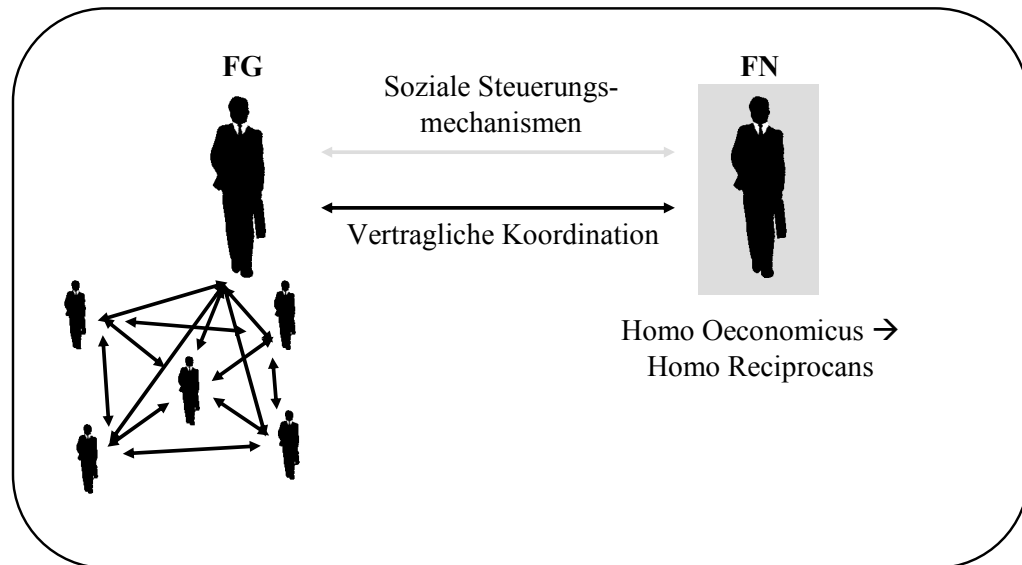 FG
FN
Soziale Steuerungs-
mechanismen
Vertragliche Koordination
Homo Oeconomicus →
Homo Reciprocans